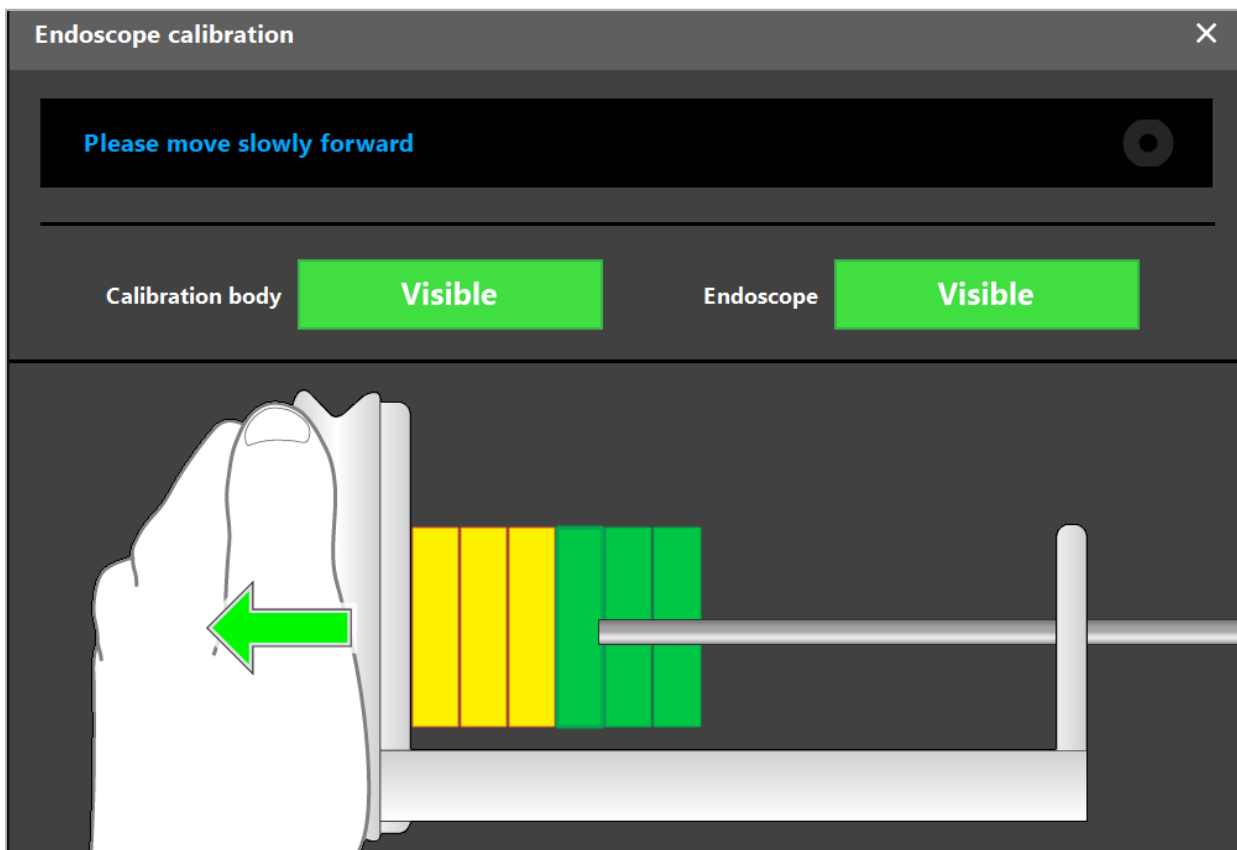 Endoscope calibration
Please move slowly forward
Calibration body Visible Endoscope Visible